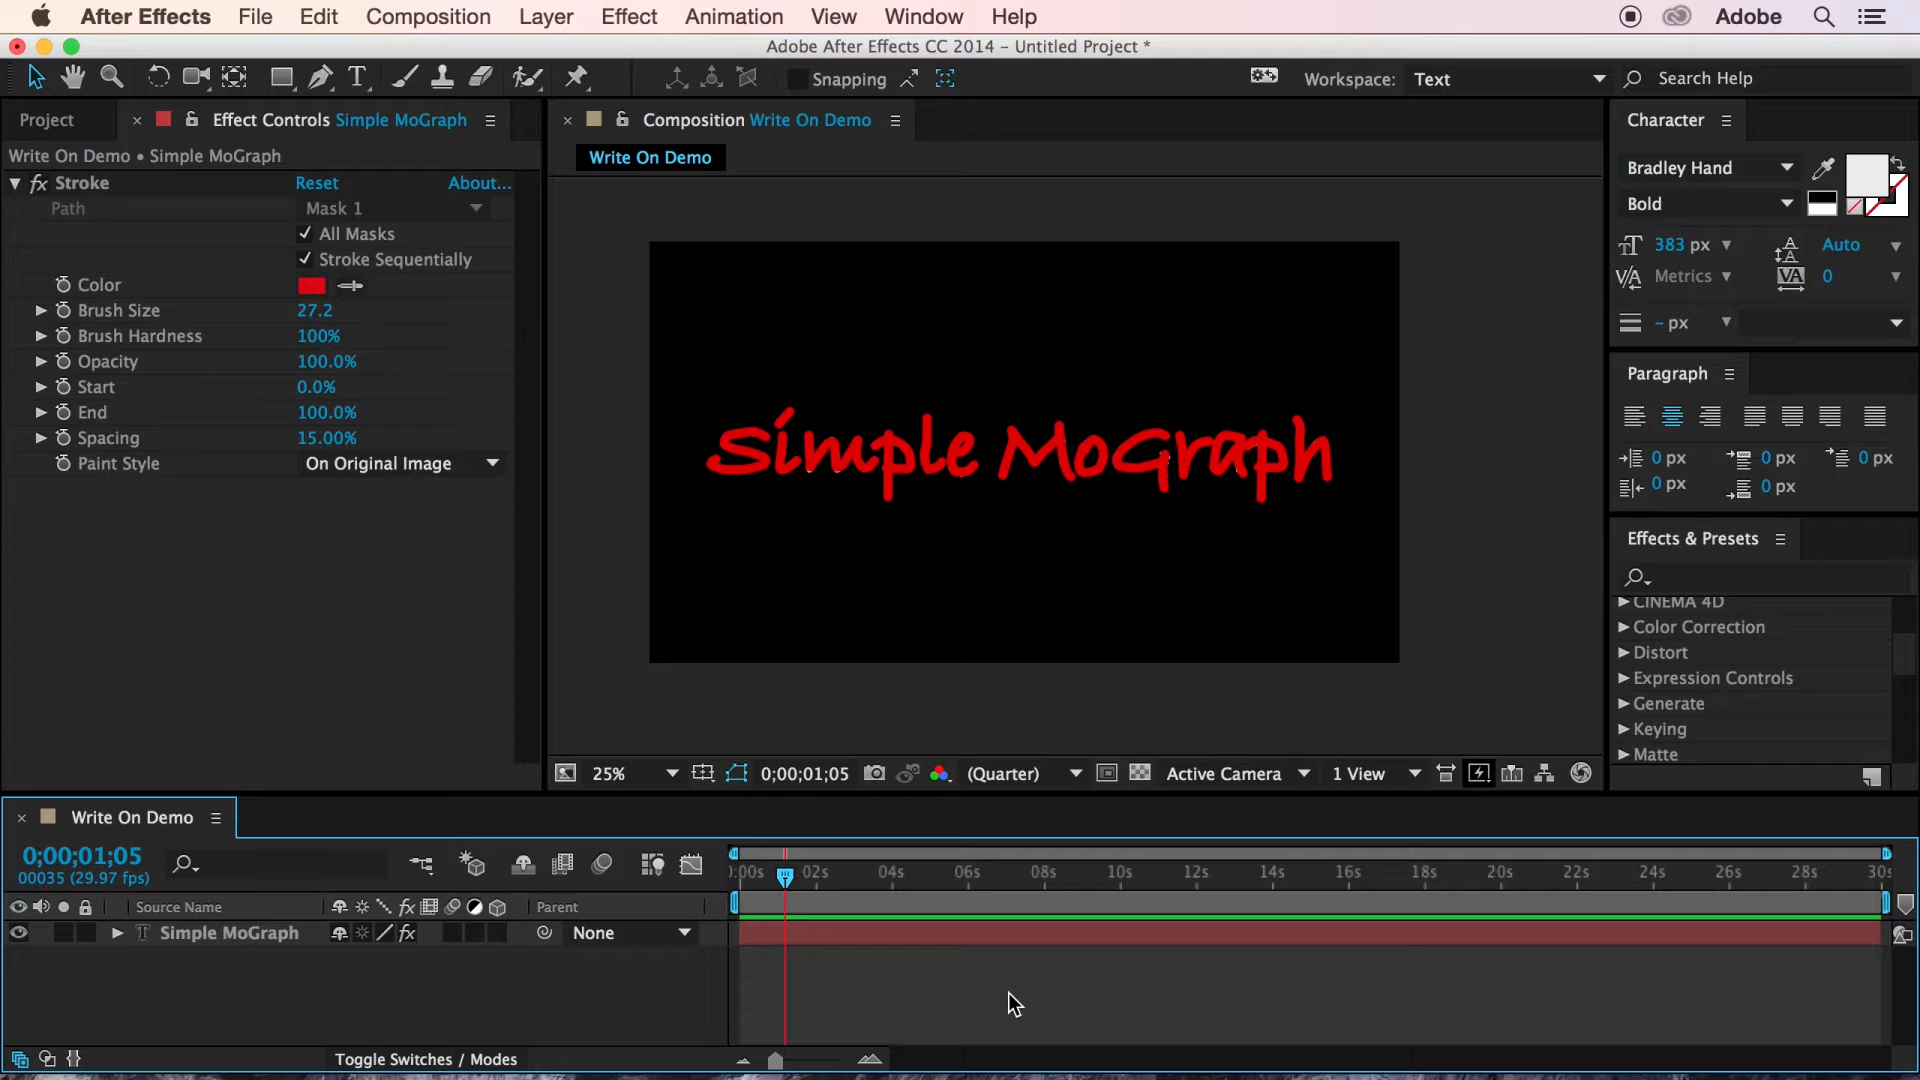 After Effects File Edit Composition Layer Effect Animation View Window Help Adobe
Adobe After Effects CC 2014 – Untitled Project *
Snapping Workspace: Text Search Help
Project Effect Controls Simple MoGraph
Composition Write On Demo
Character
Write On Demo • Simple MoGraph
Write On Demo
fx Stroke Reset About...
Path Mask 1
All Masks
Stroke Sequentially
Color
Brush Size 27.2
Brush Hardness 100%
Opacity 100.0%
Start 0.0%
End 100.0%
Spacing 15.00%
Paint Style On Original Image
Simple MoGraph
Bradley Hand
Bold
383 px Auto
Metrics 0
– px
Paragraph
0 px 0 px 0 px
0 px 0 px
Effects & Presets
CINEMA 4D
Color Correction
Distort
Expression Controls
Generate
Keying
Matte
25% 0;00;01;05 (Quarter) Active Camera 1 View
Write On Demo
0;00;01;05
00035 (29.97 fps)
:00s 02s 04s 06s 08s 10s 12s 14s 16s 18s 20s 22s 24s 26s 28s 30s
Source Name fx Parent
T Simple MoGraph fx None
Toggle Switches / Modes